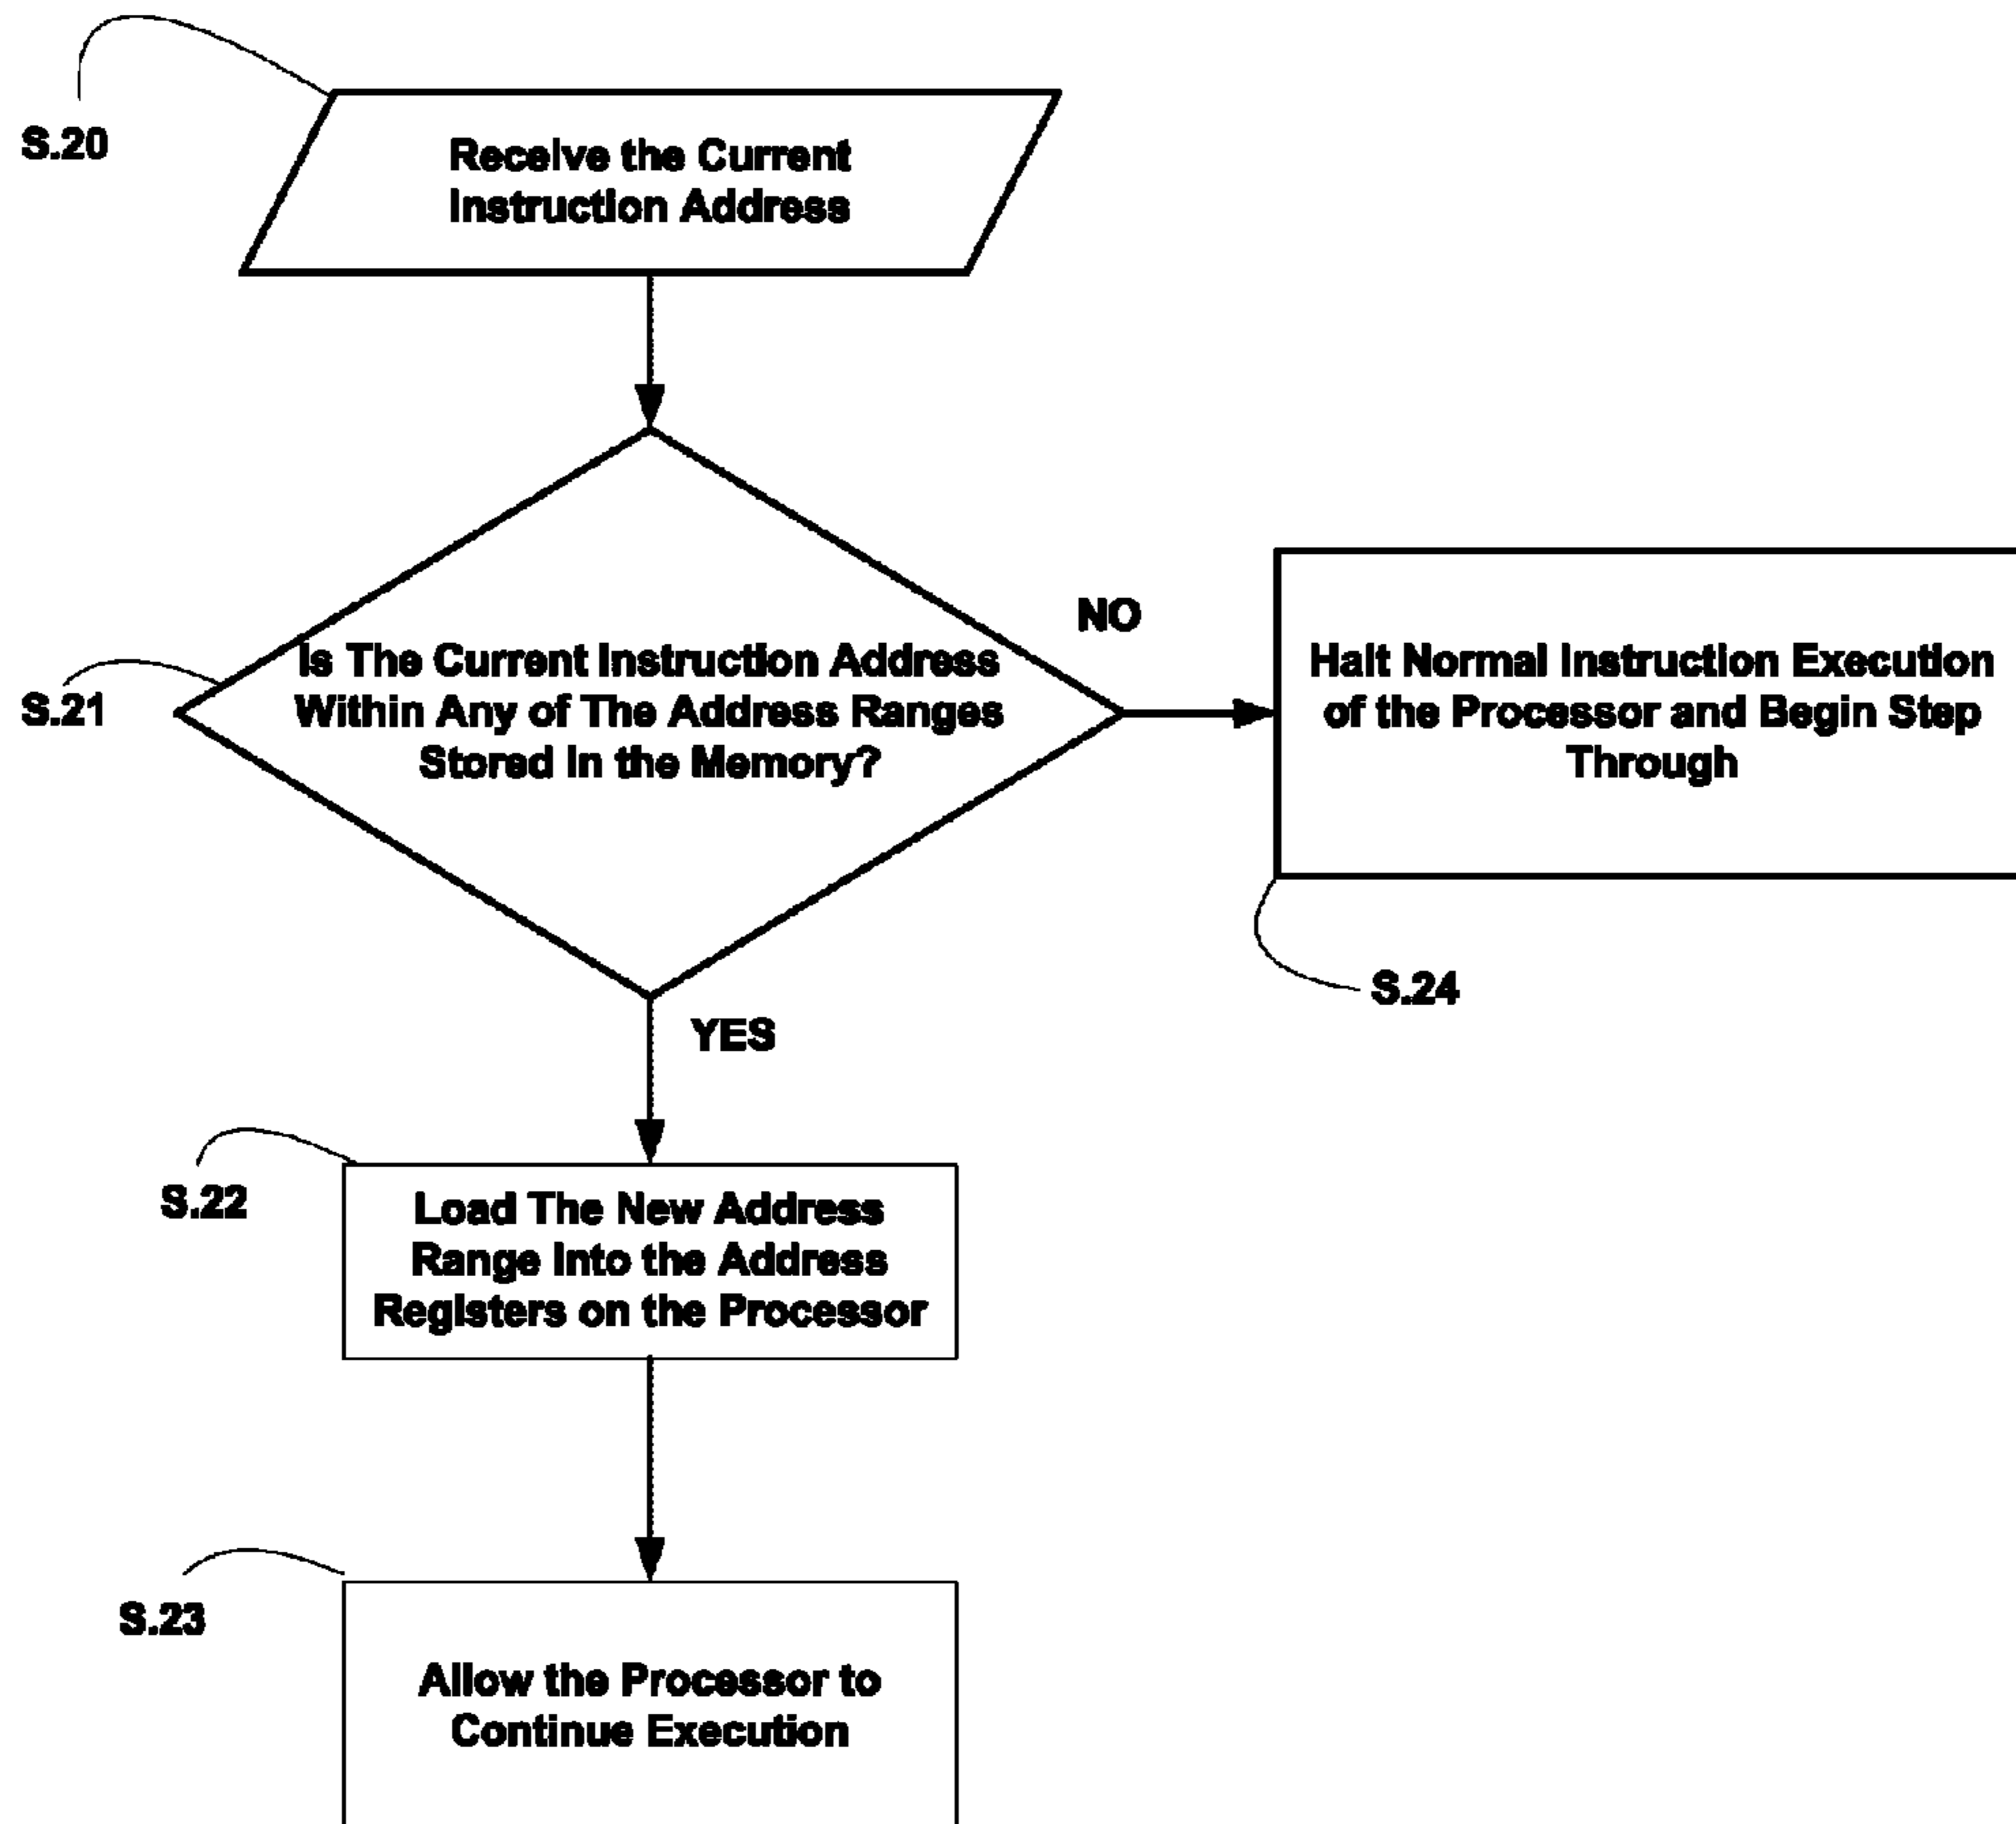 S.20
Receive the Current
Instruction Address
NO
Is The Current Instruction Address
Within Any of The Address Ranges
Stored in the Memory?
S.21
Halt Normal Instruction Execution
of the Processor and Begin Step
Through
S.24
YES
S.22
Load The New Address
Range Into the Address
Registers on the Processor
S.23
Allow the Processor to
Continue Execution